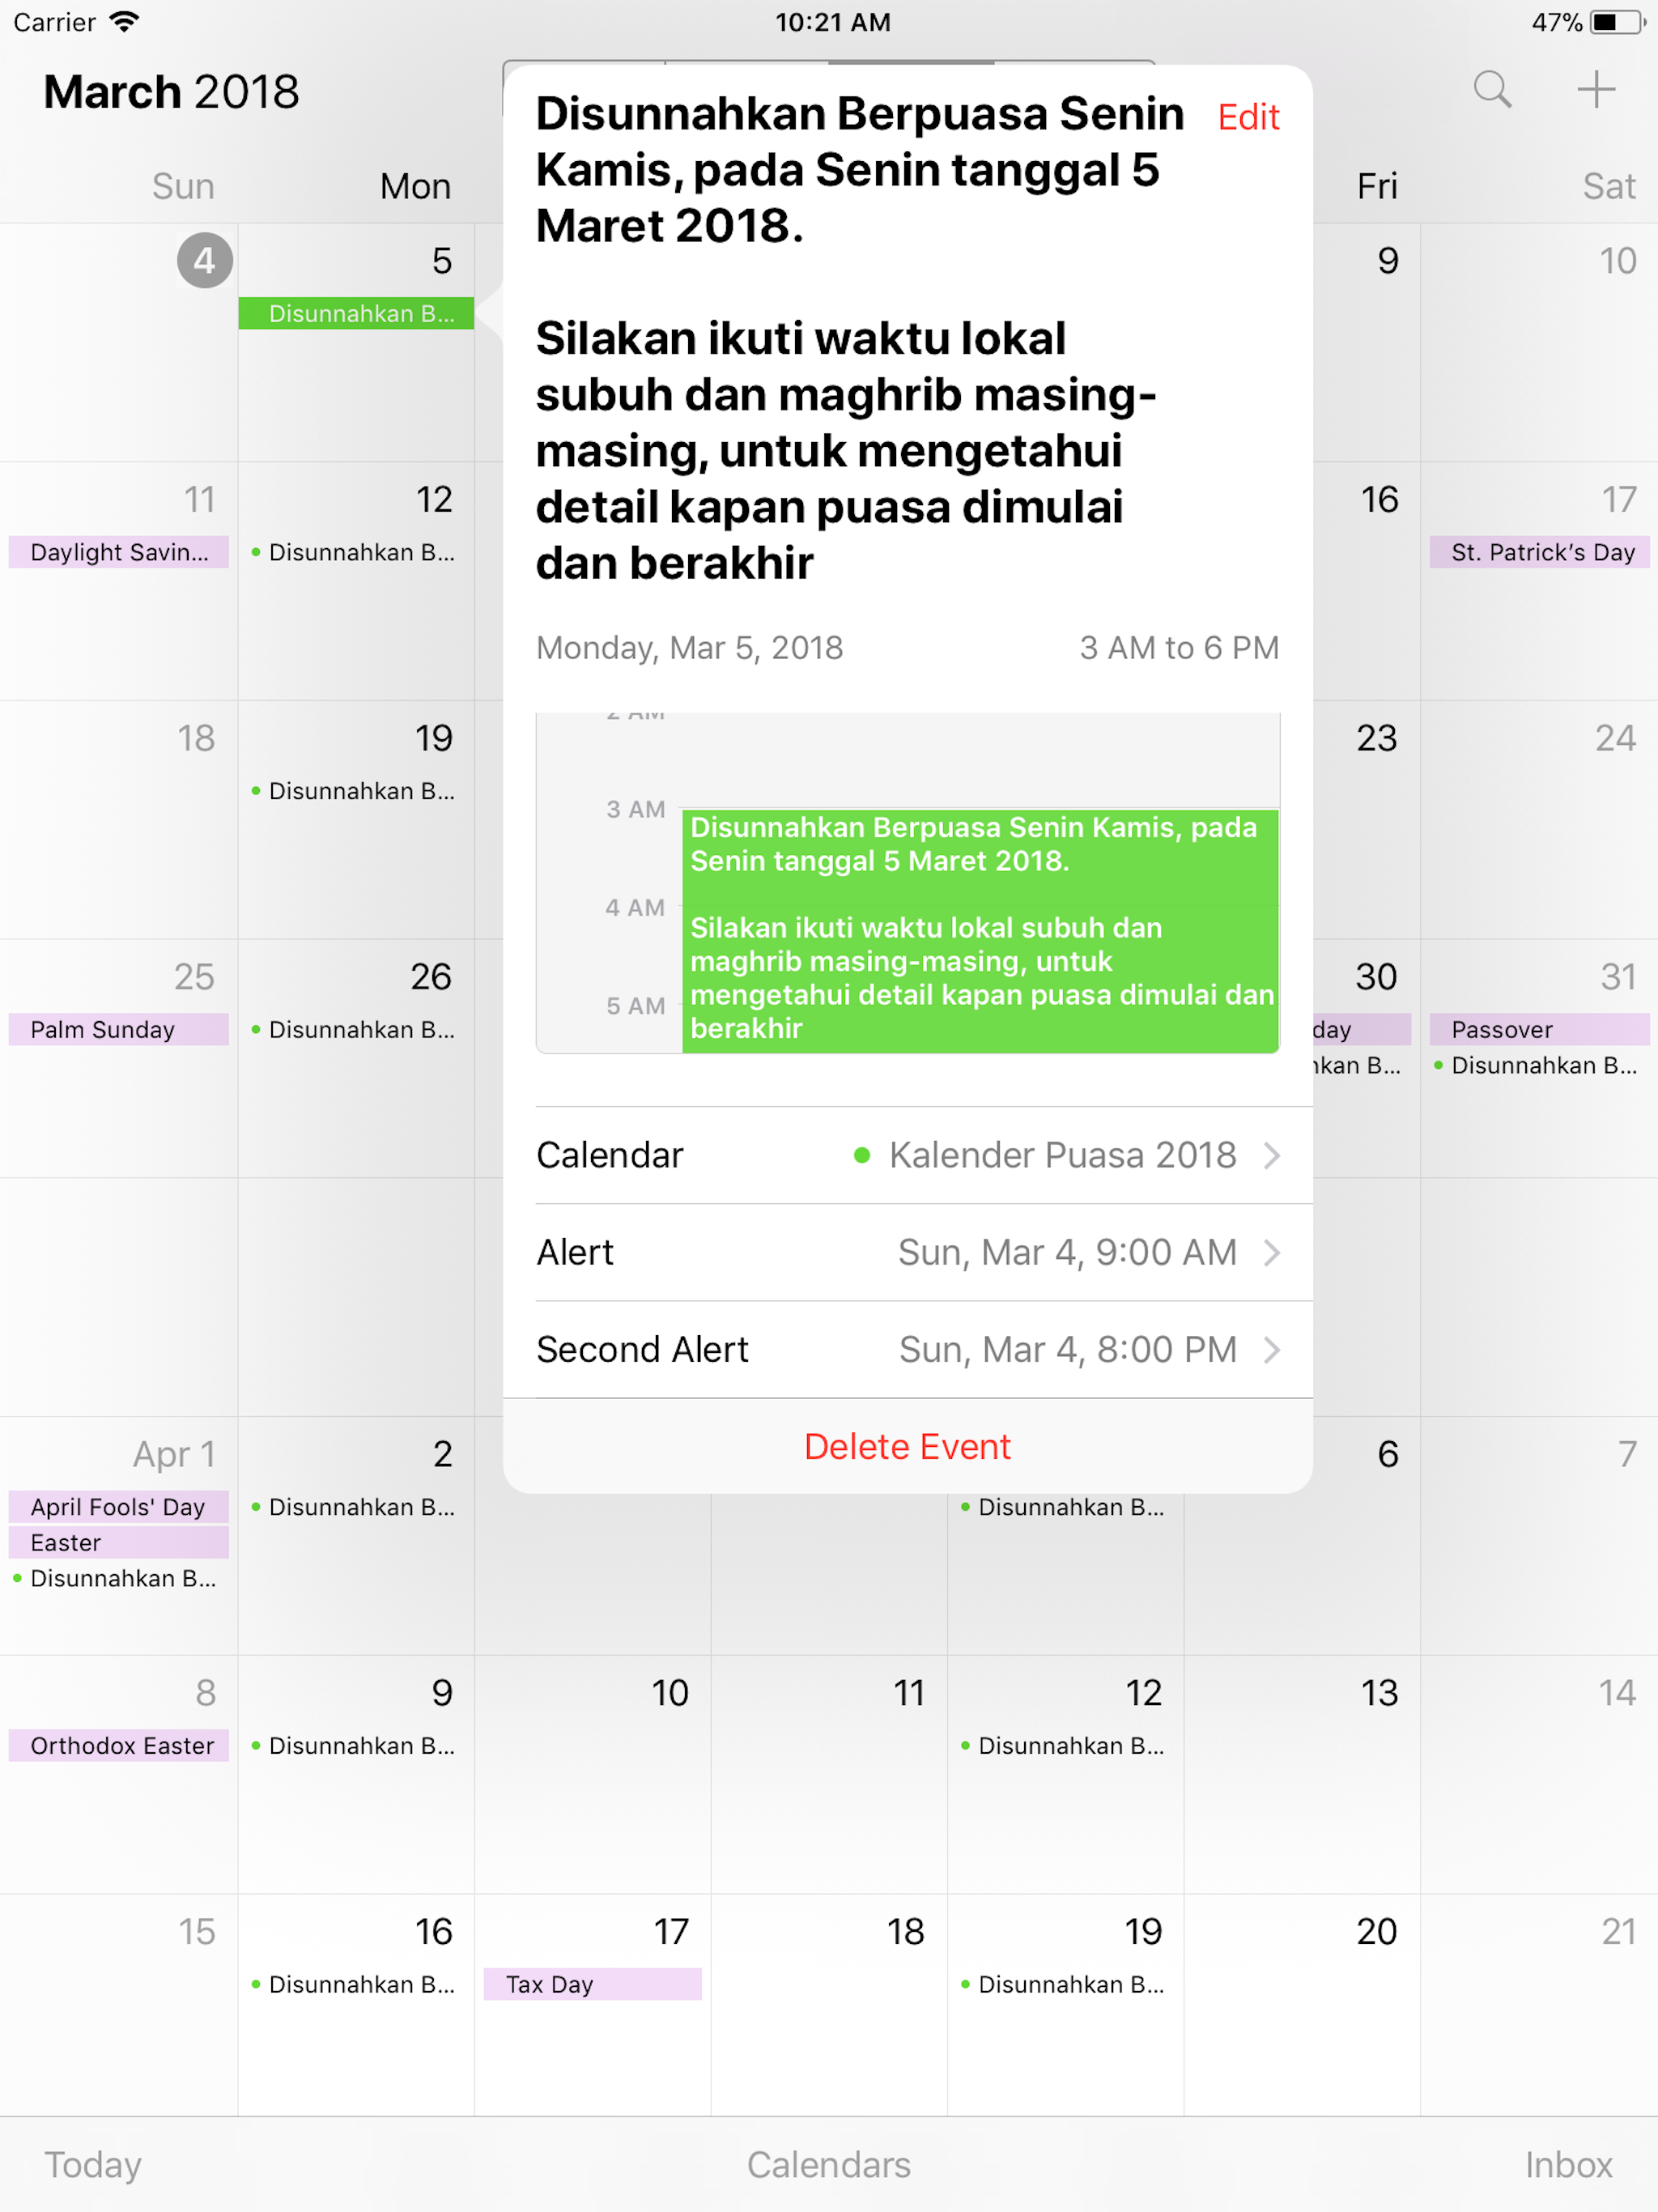 Carrier 10:21 AM 47%
March 2018
Disunnahkan Berpuasa Senin
Kamis, pada Senin tanggal 5
Maret 2018.
Edit
Silakan ikuti waktu lokal
subuh dan maghrib masing-
masing, untuk mengetahui
detail kapan puasa dimulai
dan berakhir
Monday, Mar 5, 2018 3 AM to 6 PM
2 AM
3 AM
4 AM
5 AM
Disunnahkan Berpuasa Senin Kamis, pada
Senin tanggal 5 Maret 2018.
Silakan ikuti waktu lokal subuh dan
maghrib masing-masing, untuk
mengetahui detail kapan puasa dimulai dan
berakhir
Calendar Kalender Puasa 2018
Alert Sun, Mar 4, 9:00 AM
Second Alert Sun, Mar 4, 8:00 PM
Delete Event
Sun Mon Fri Sat
4 5 9 10
Disunnahkan B...
11 12 16 17
Daylight Savin... Disunnahkan B... St. Patrick's Day
18 19 23 24
Disunnahkan B...
25 26 30 31
Palm Sunday Disunnahkan B... day Passover
nkan B... Disunnahkan B...
Apr 1 2 6 7
April Fools' Day Disunnahkan B... Disunnahkan B...
Easter
Disunnahkan B...
8 9 10 11 12 13 14
Orthodox Easter Disunnahkan B... Disunnahkan B...
15 16 17 18 19 20 21
Disunnahkan B... Tax Day Disunnahkan B...
Today Calendars Inbox